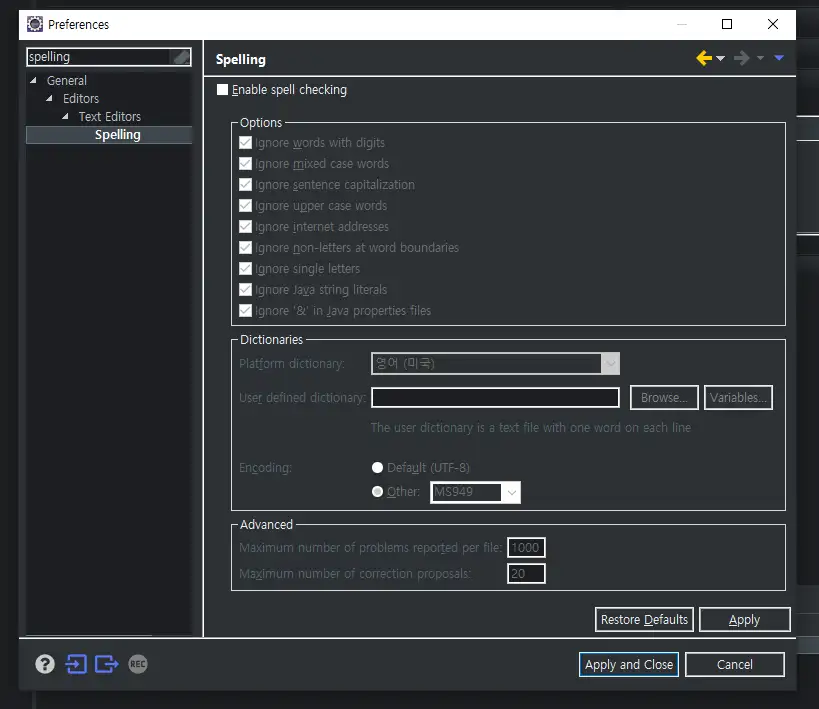 Preferences
spelling
General
Editors
Text Editors
Spelling
Spelling
Enable spell checking
Options
Ignore words with digits
Ignore mixed case words
Ignore sentence capitalization
Ignore upper case words
Ignore internet addresses
Ignore non-letters at word boundaries
Ignore single letters
Ignore Java string literals
Ignore '&' in Java properties files
Dictionaries
Platform dictionary: 영어 (미국)
User defined dictionary: Browse... Variables...
The user dictionary is a text file with one word on each line
Encoding: Default (UTF-8)
Other: MS949
Advanced
Maximum number of problems reported per file: 1000
Maximum number of correction proposals: 20
Restore Defaults Apply
? REC Apply and Close Cancel